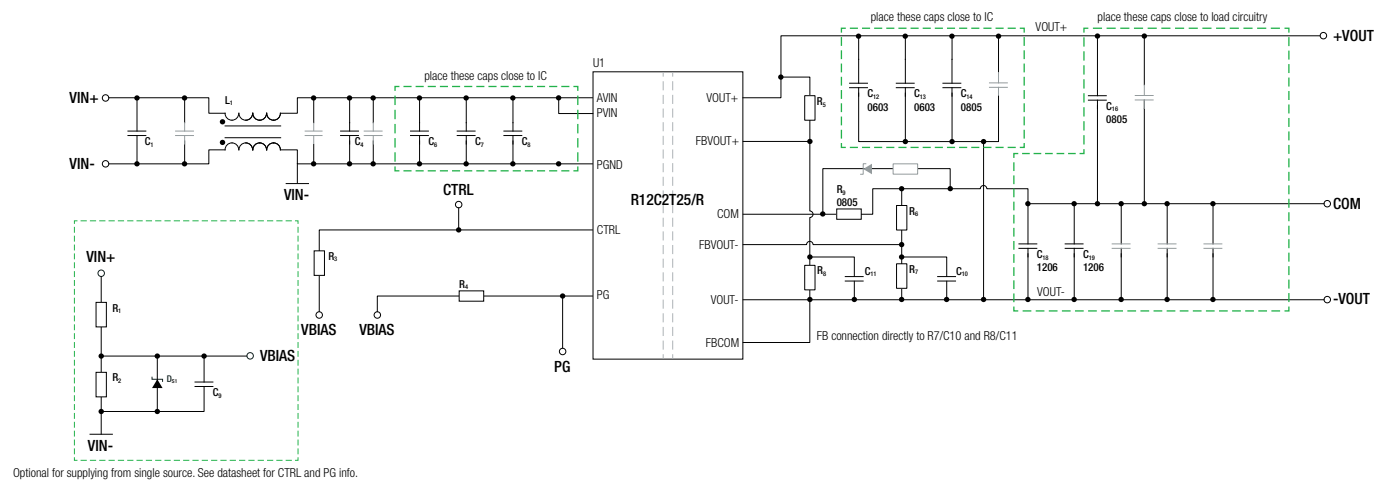 place these caps close to IC
place these caps close to load circuitry
VOUT+
+VOUT
U1
place these caps close to IC
VIN+
L1
AVIN
PVIN
VOUT+
R5
C12
0603
C13
0603
C14
0805
C16
0805
C1
C4
C6
C7
C8
FBVOUT+
VIN-
PGND
VIN-
CTRL
R12C2T25/R
R9
0805
COM
R6
COM
CTRL
FBVOUT-
C18
1206
C19
1206
R3
VIN+
R8
C11
R7
C10
R4
PG
VOUT-
VOUT-
-VOUT
R1
VBIAS
VBIAS
FB connection directly to R7/C10 and R8/C11
FBCOM
VBIAS
PG
R2
DS1
C9
VIN-
Optional for supplying from single source. See datasheet for CTRL and PG info.